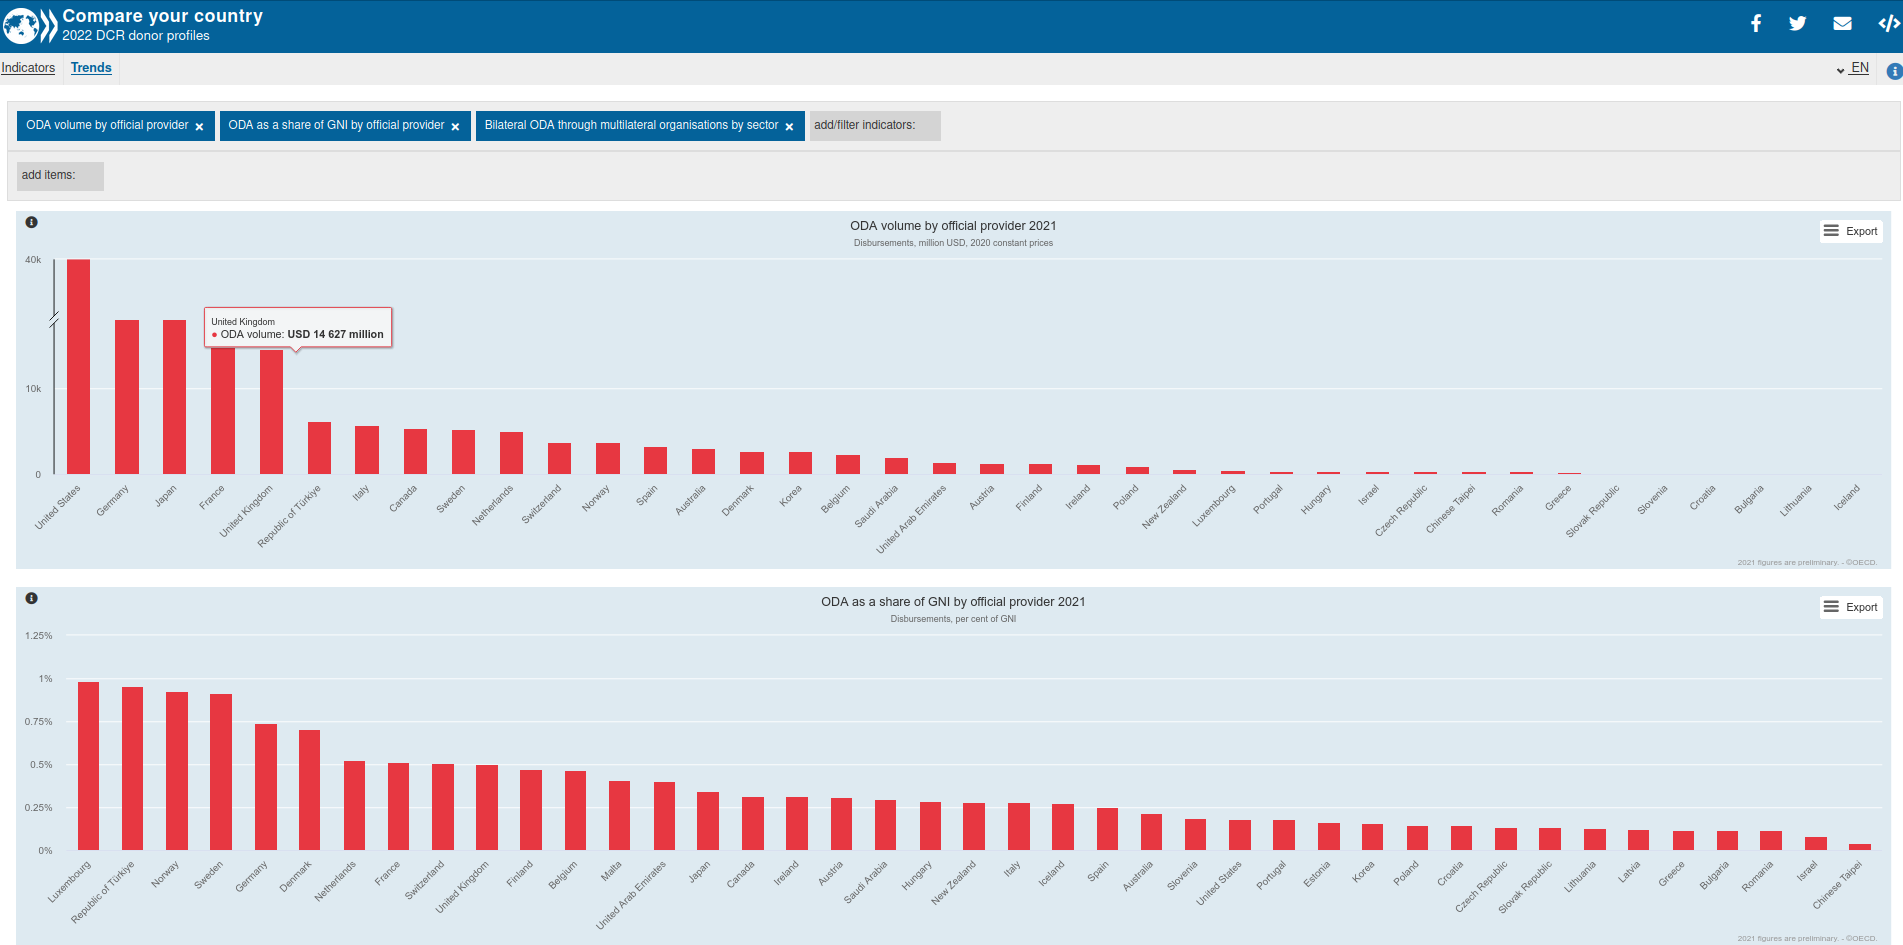 Compare your country
2022 DCR donor profiles
Indicators Trends
EN
ODA volume by official provider × ODA as a share of GNI by official provider × Bilateral ODA through multilateral organisations by sector × add/filter indicators:
add items:
ODA volume by official provider 2021
Disbursements, million USD, 2020 constant prices
Export
40k
10k
0
United Kingdom
ODA volume: USD 14 627 million
United States
Germany
Japan
France
United Kingdom
Republic of Türkiye
Italy
Canada
Sweden
Netherlands
Switzerland
Norway
Spain
Australia
Denmark
Korea
Belgium
Saudi Arabia
United Arab Emirates
Austria
Finland
Ireland
Poland
New Zealand
Luxembourg
Portugal
Hungary
Israel
Czech Republic
Chinese Taipei
Romania
Greece
Slovak Republic
Slovenia
Croatia
Bulgaria
Lithuania
Iceland
2021 figures are preliminary. - ©OECD.
ODA as a share of GNI by official provider 2021
Disbursements, per cent of GNI
Export
1.25%
1%
0.75%
0.5%
0.25%
0%
Luxembourg
Republic of Türkiye
Norway
Sweden
Germany
Denmark
Netherlands
France
Switzerland
United Kingdom
Finland
Belgium
Malta
United Arab Emirates
Japan
Canada
Ireland
Austria
Saudi Arabia
Hungary
New Zealand
Italy
Iceland
Spain
Australia
Slovenia
United States
Portugal
Estonia
Korea
Poland
Croatia
Czech Republic
Slovak Republic
Lithuania
Latvia
Greece
Bulgaria
Romania
Israel
Chinese Taipei
2021 figures are preliminary. - ©OECD.